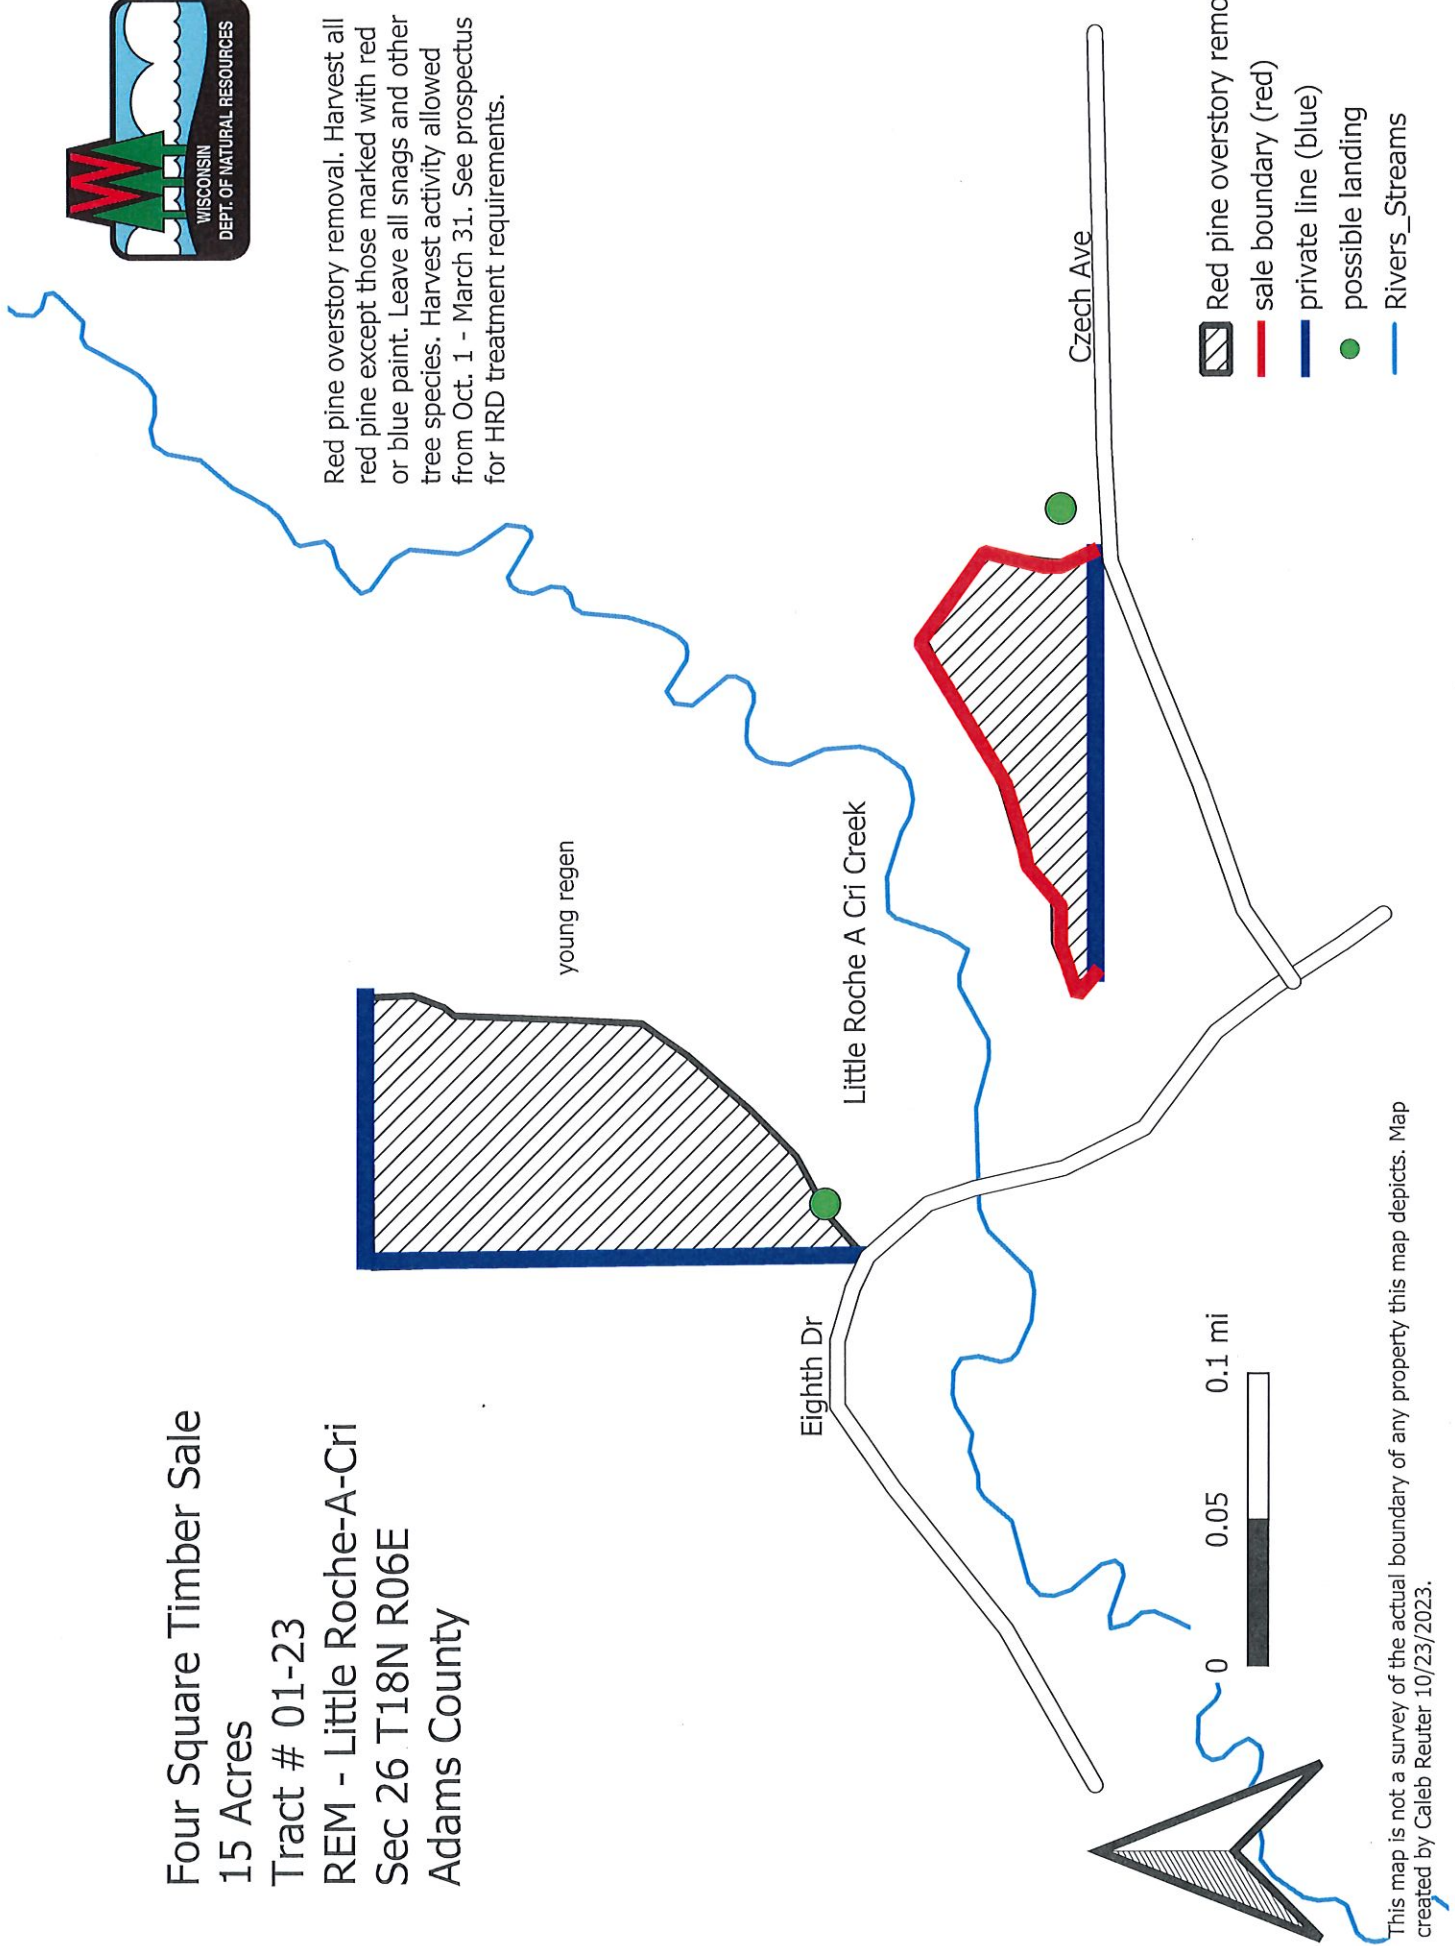 Four Square Timber Sale
15 Acres
Tract # 01-23
REM - Little Roche-A-Cri
Sec 26 T18N R06E
Adams County
WISCONSIN
DEPT. OF NATURAL RESOURCES
Red pine overstory removal. Harvest all
red pine except those marked with red
or blue paint. Leave all snags and other
tree species. Harvest activity allowed
from Oct. 1 - March 31. See prospectus
for HRD treatment requirements.
young regen
Eighth Dr
Little Roche A Cri Creek
Czech Ave
0 0.05 0.1 mi
Red pine overstory remo
sale boundary (red)
private line (blue)
possible landing
Rivers_Streams
This map is not a survey of the actual boundary of any property this map depicts. Map
created by Caleb Reuter 10/23/2023.